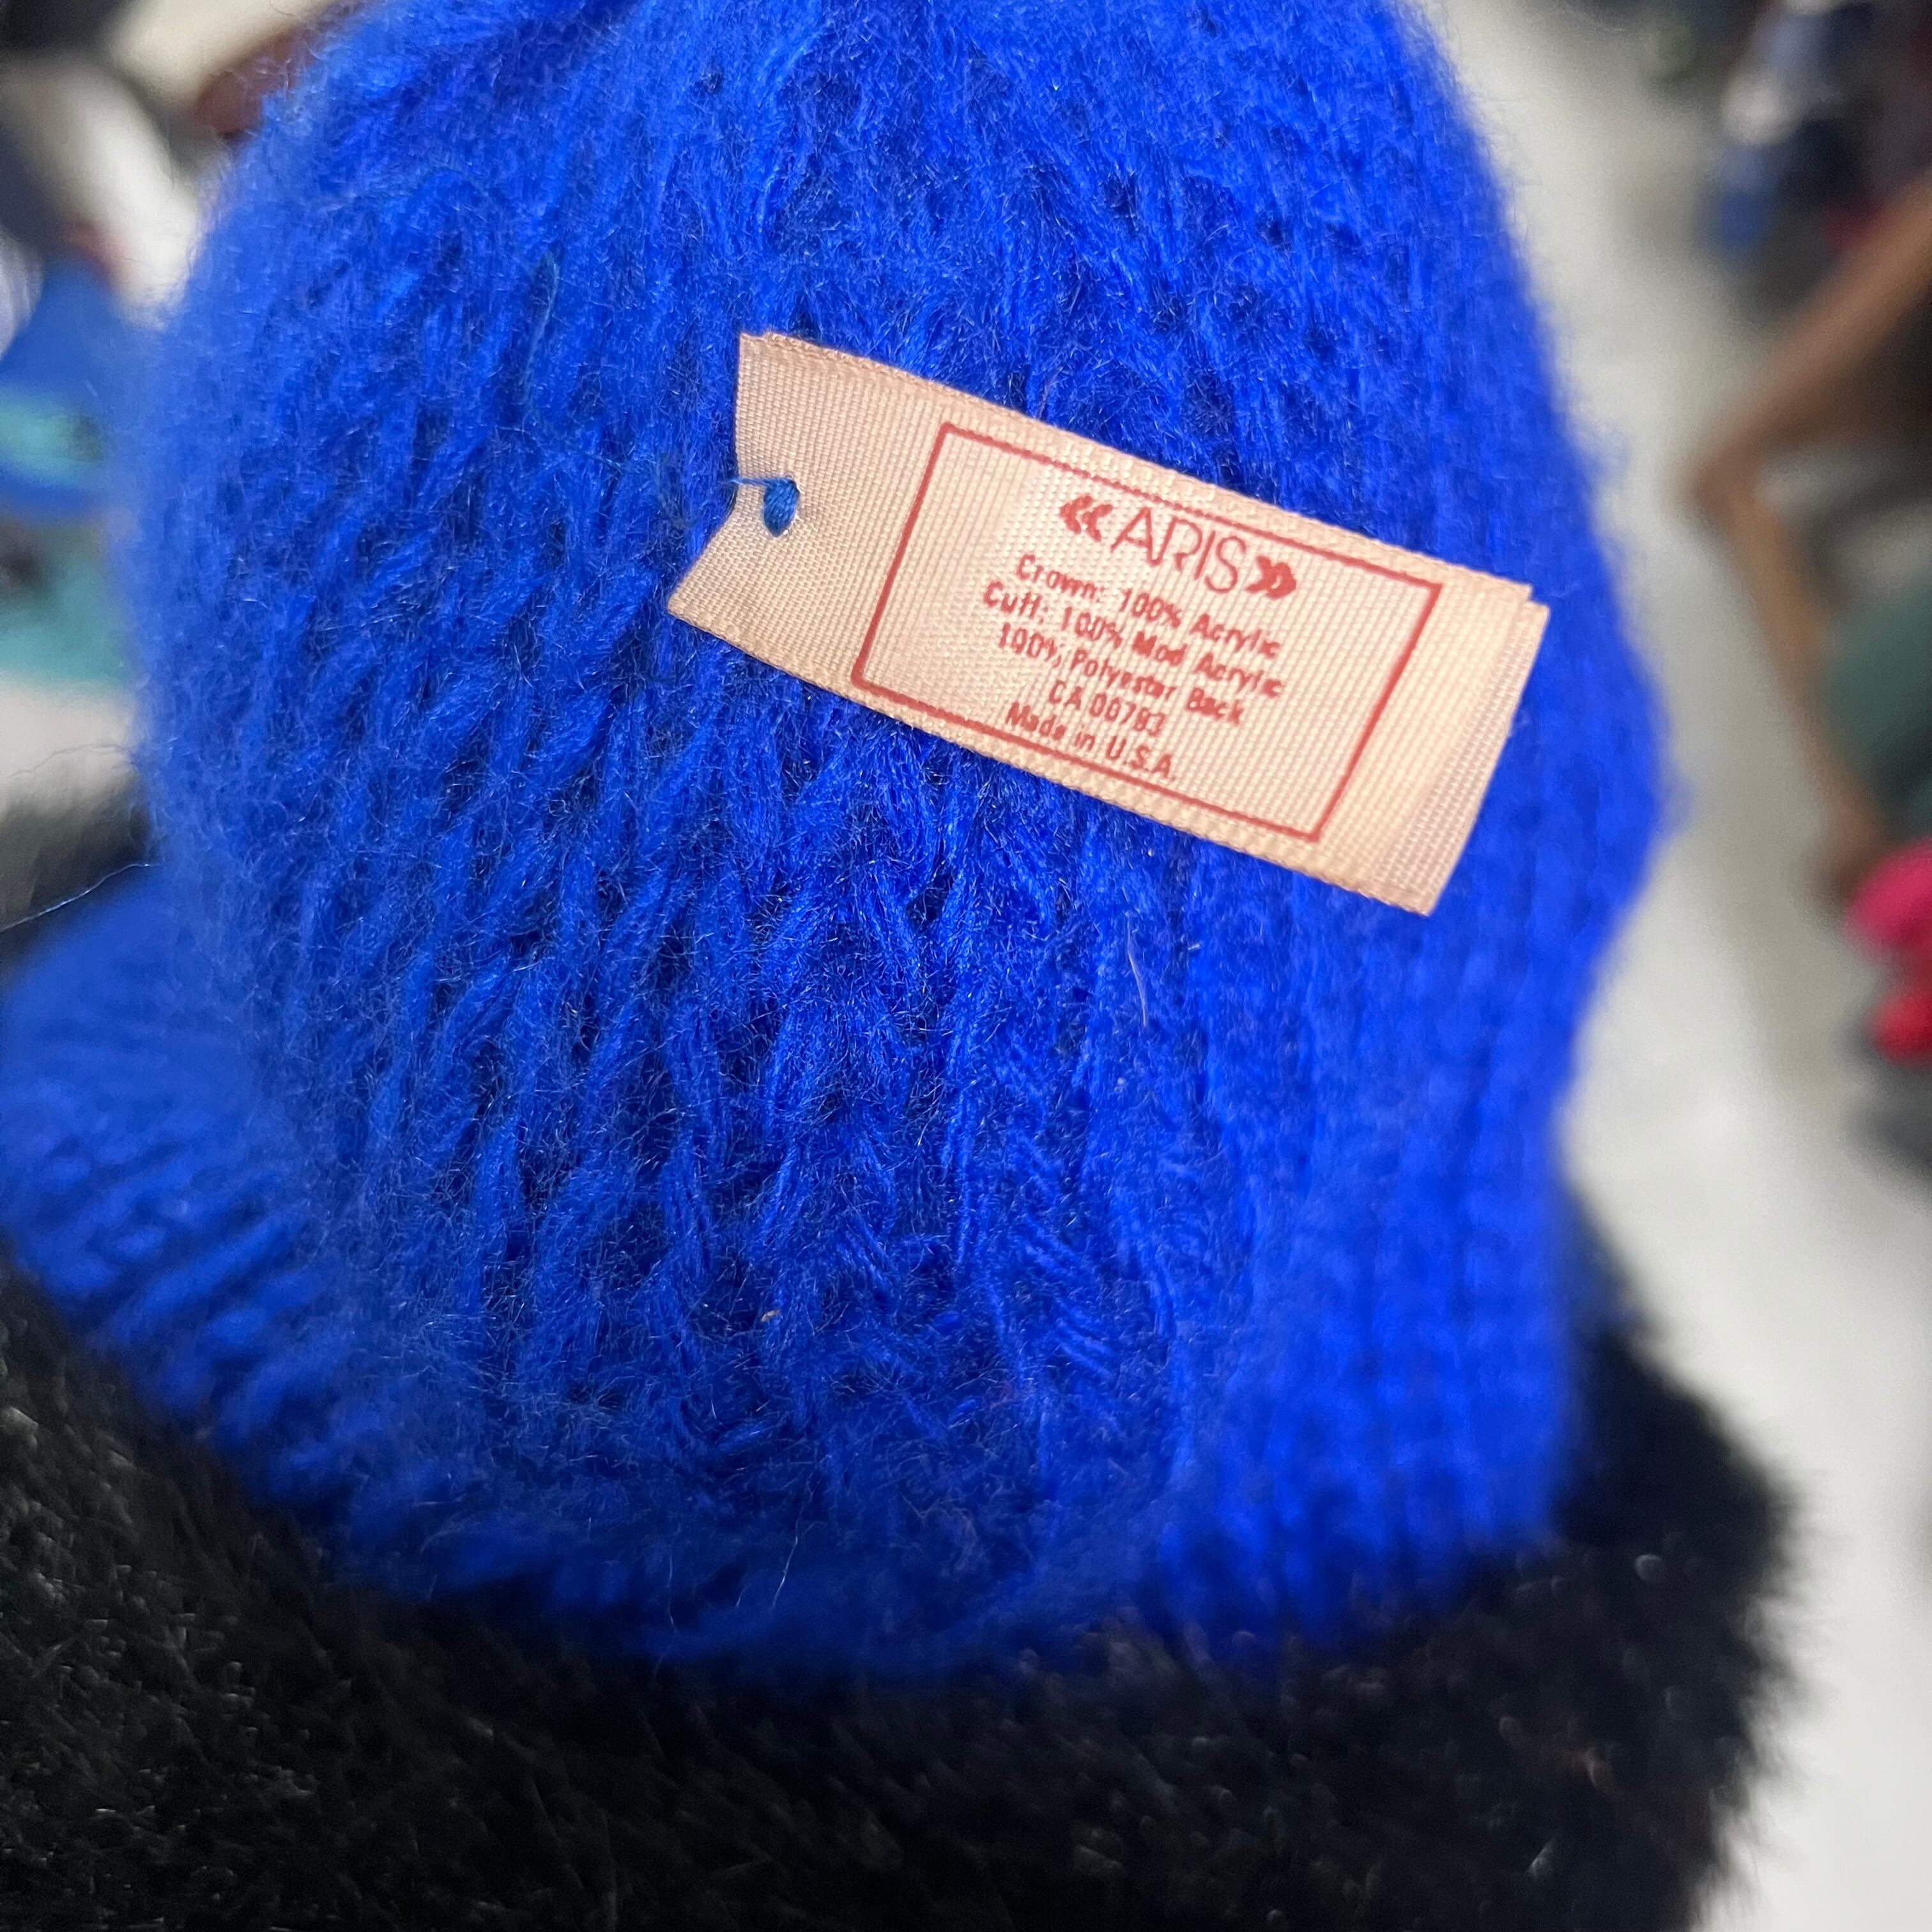 «ARIS»
Crown: 100% Acrylic
Cuff: 100% Mod Acrylic
100% Polyester Back
CA 00783
Made in U.S.A.